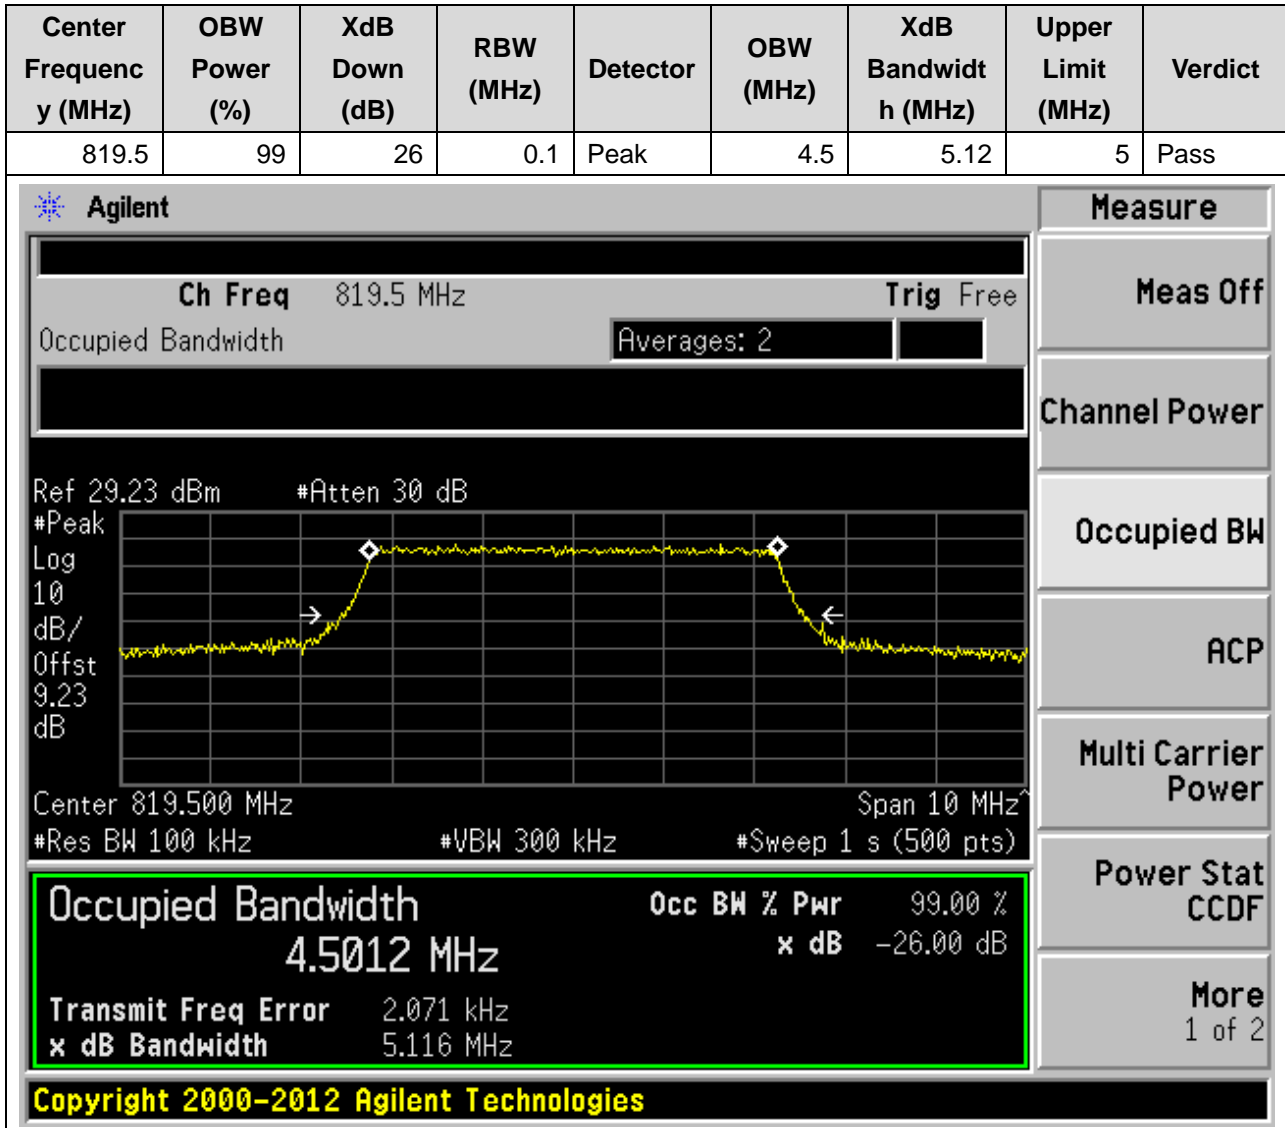 Center Frequency (MHz) OBW Power (%) XdB Down (dB) RBW (MHz) Detector OBW (MHz) XdB Bandwidth (MHz) Upper Limit (MHz) Verdict
819.5 99 26 0.1 Peak 4.5 5.12 5 Pass
Agilent
Measure
Ch Freq 819.5 MHz Trig Free
Occupied Bandwidth Averages: 2
Meas Off
Channel Power
Occupied BW
ACP
Multi Carrier
Power
Power Stat
CCDF
More
1 of 2
Ref 29.23 dBm #Atten 30 dB
#Peak
Log
10
dB/
Offst
9.23
dB
Center 819.500 MHz Span 10 MHz^
#Res BW 100 kHz #VBW 300 kHz #Sweep 1 s (500 pts)
Occupied Bandwidth Occ BW % Pwr 99.00 %
4.5012 MHz x dB -26.00 dB
Transmit Freq Error 2.071 kHz
x dB Bandwidth 5.116 MHz
Copyright 2000-2012 Agilent Technologies